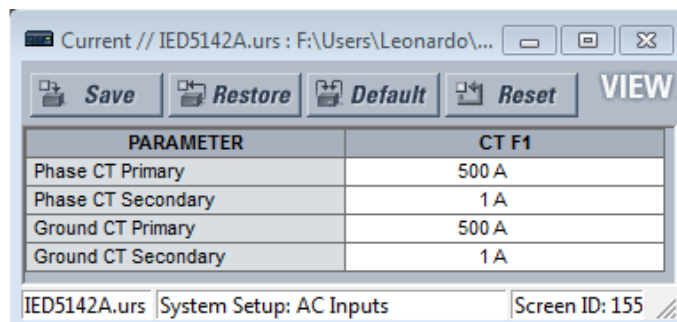 Current // IED5142A.urs : F:\Users\Leonardo\...
Save Restore Default Reset VIEW
PARAMETER CT F1
Phase CT Primary 500 A
Phase CT Secondary 1 A
Ground CT Primary 500 A
Ground CT Secondary 1 A
IED5142A.urs System Setup: AC Inputs Screen ID: 155